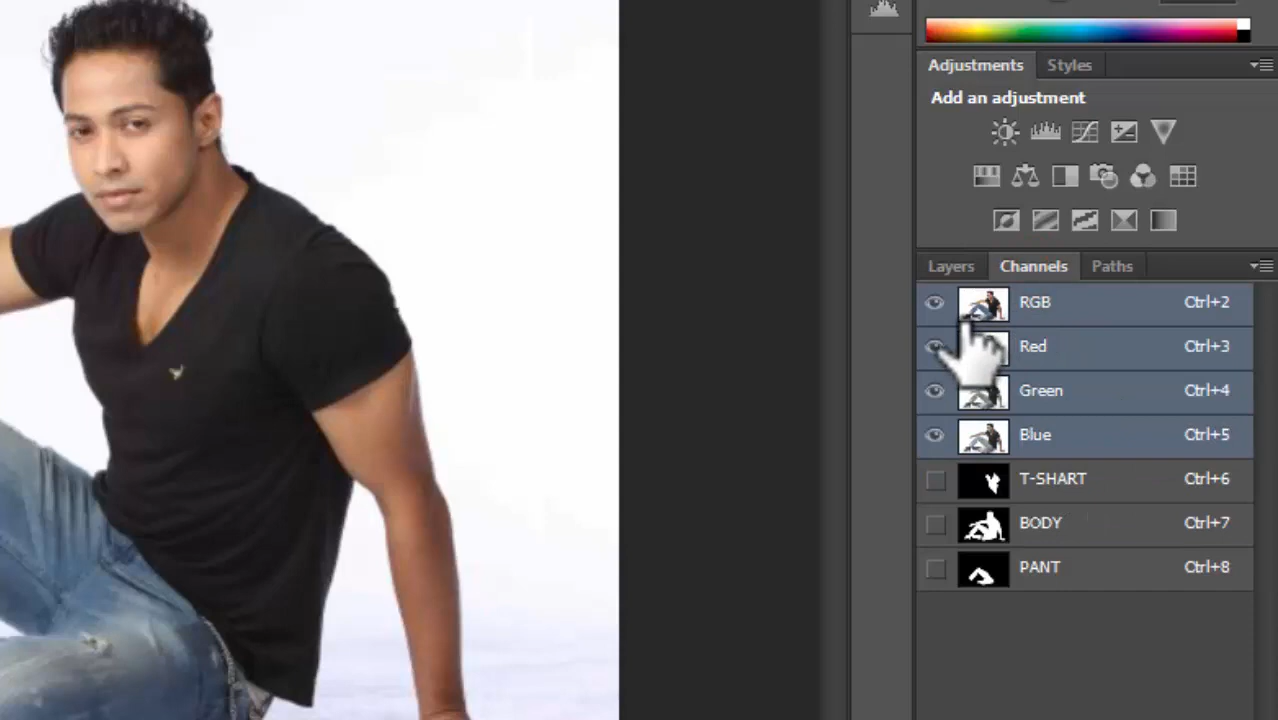 Adjustments Styles
Add an adjustment
Layers Channels Paths
RGB Ctrl+2
Red Ctrl+3
Green Ctrl+4
Blue Ctrl+5
T-SHART Ctrl+6
BODY Ctrl+7
PANT Ctrl+8